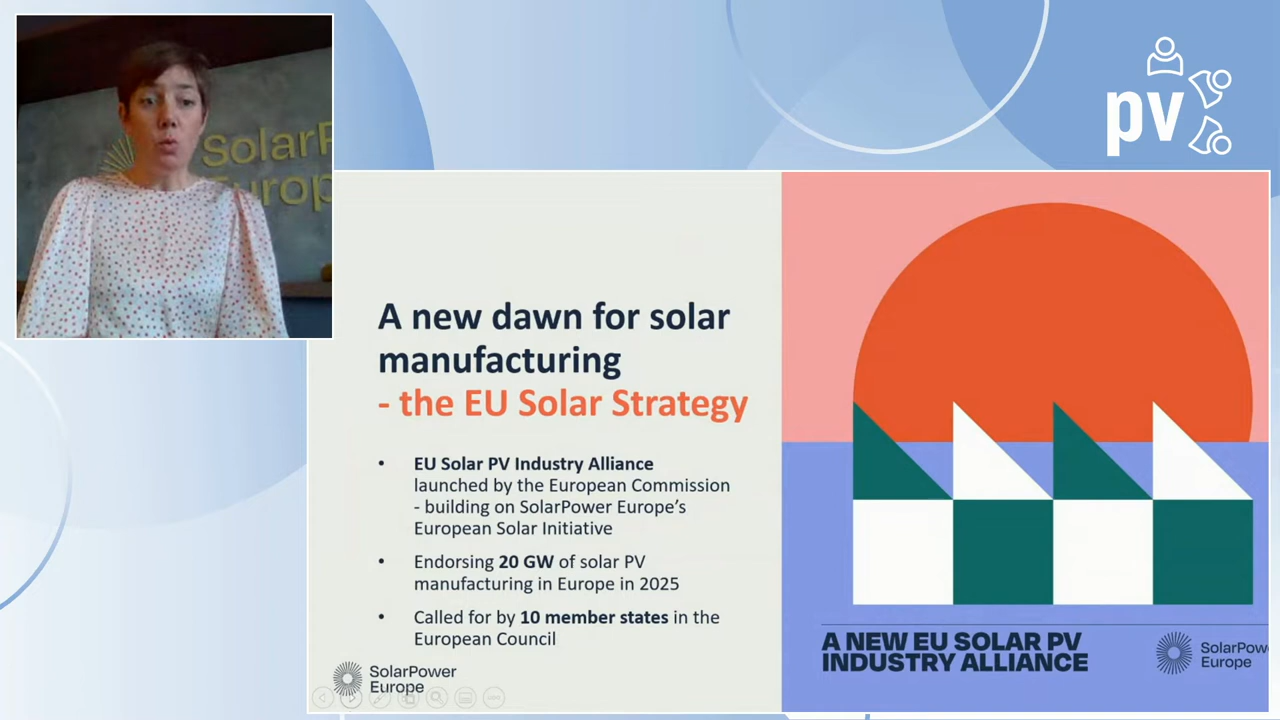 SolarP
Europe
pv
A new dawn for solar
manufacturing
- the EU Solar Strategy
• EU Solar PV Industry Alliance
launched by the European Commission
- building on SolarPower Europe's
European Solar Initiative
• Endorsing 20 GW of solar PV
manufacturing in Europe in 2025
• Called for by 10 member states in the
European Council
SolarPower
Europe
A NEW EU SOLAR PV
INDUSTRY ALLIANCE
SolarPow
Europe